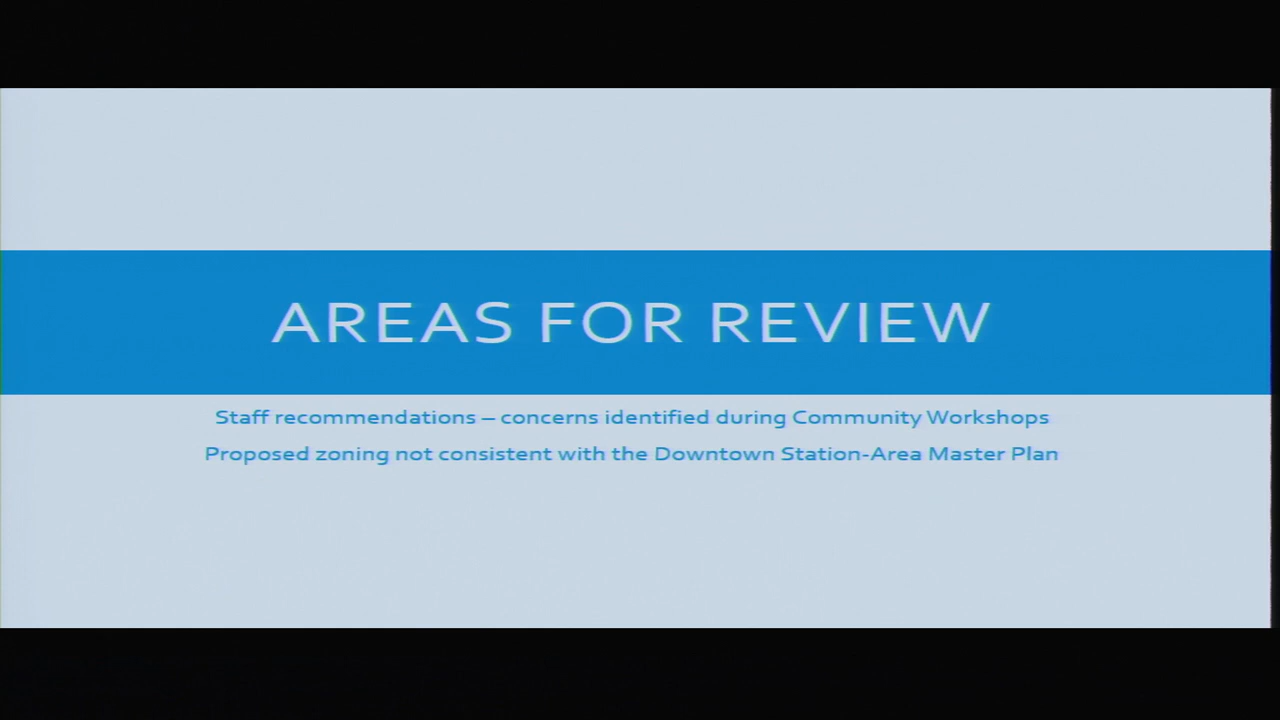 AREAS FOR REVIEW
Staff recommendations – concerns identified during Community Workshops
Proposed zoning not consistent with the Downtown Station-Area Master Plan